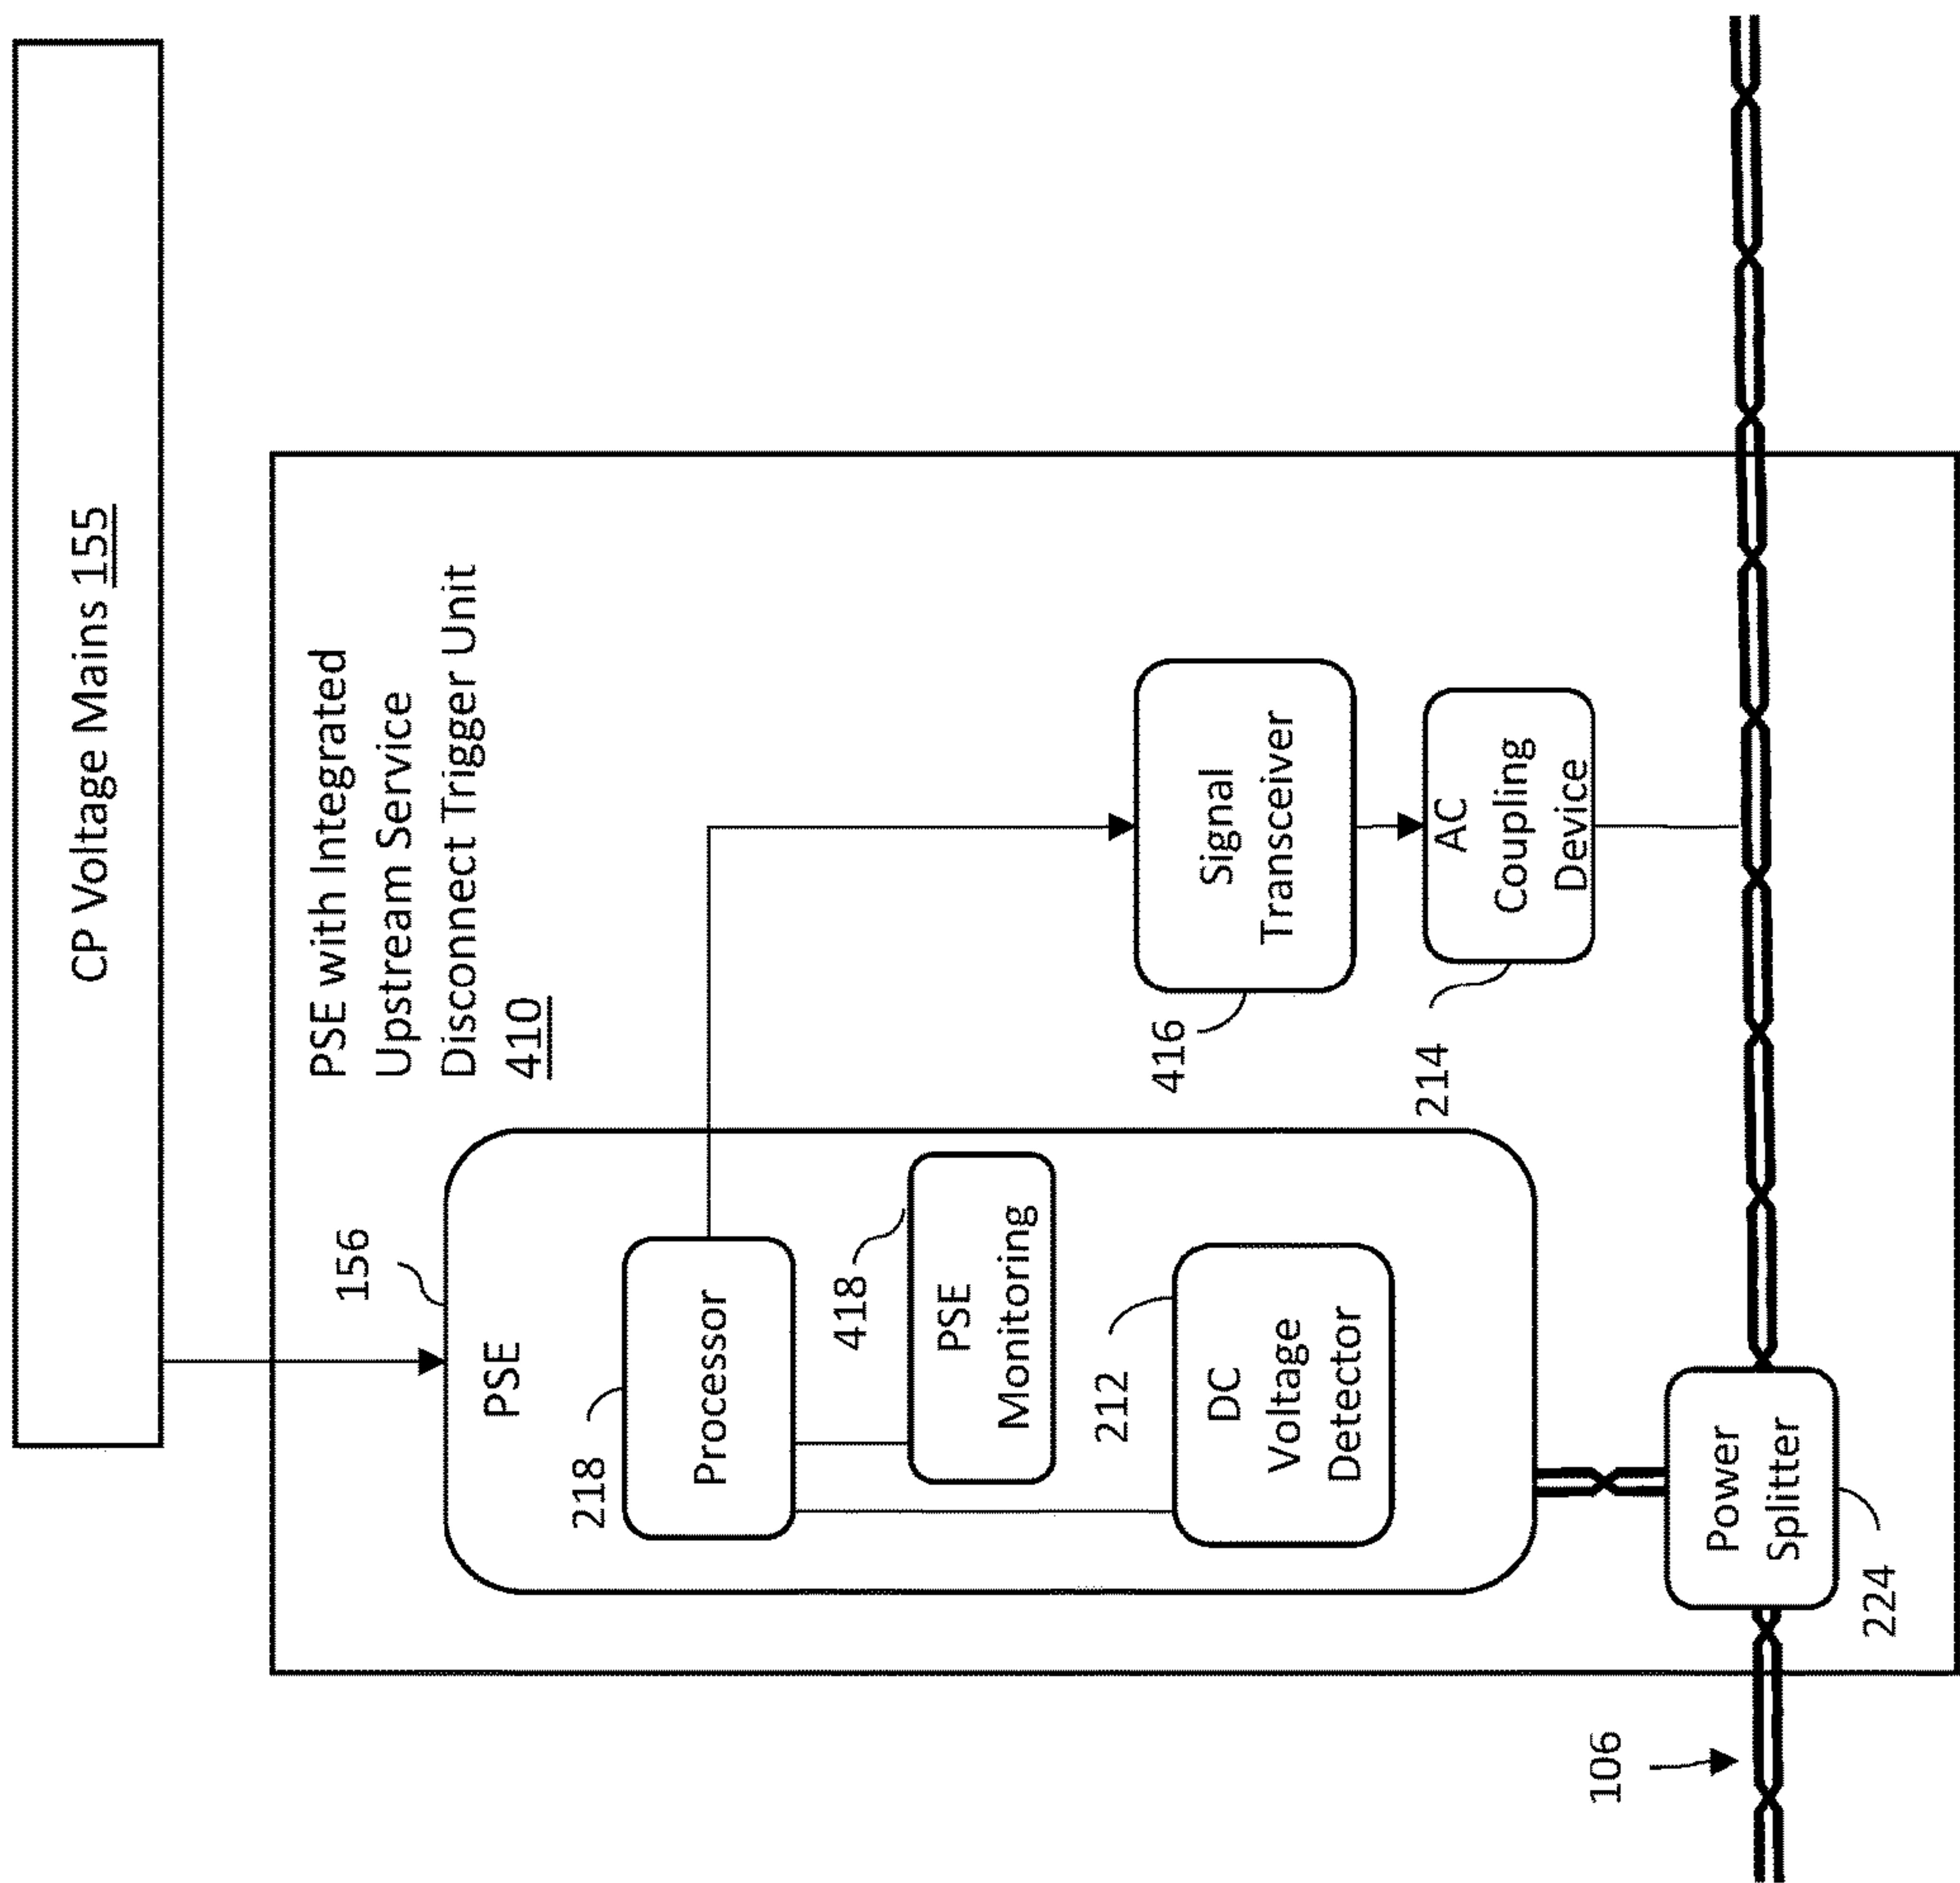 CP Voltage Mains 155
PSE with Integrated
Upstream Service
Disconnect Trigger Unit
410
156
PSE
218
Processor
418
PSE
Monitoring
212
DC
Voltage
Detector
416
Signal
Transceiver
214
AC
Coupling
Device
Power
Splitter
224
106